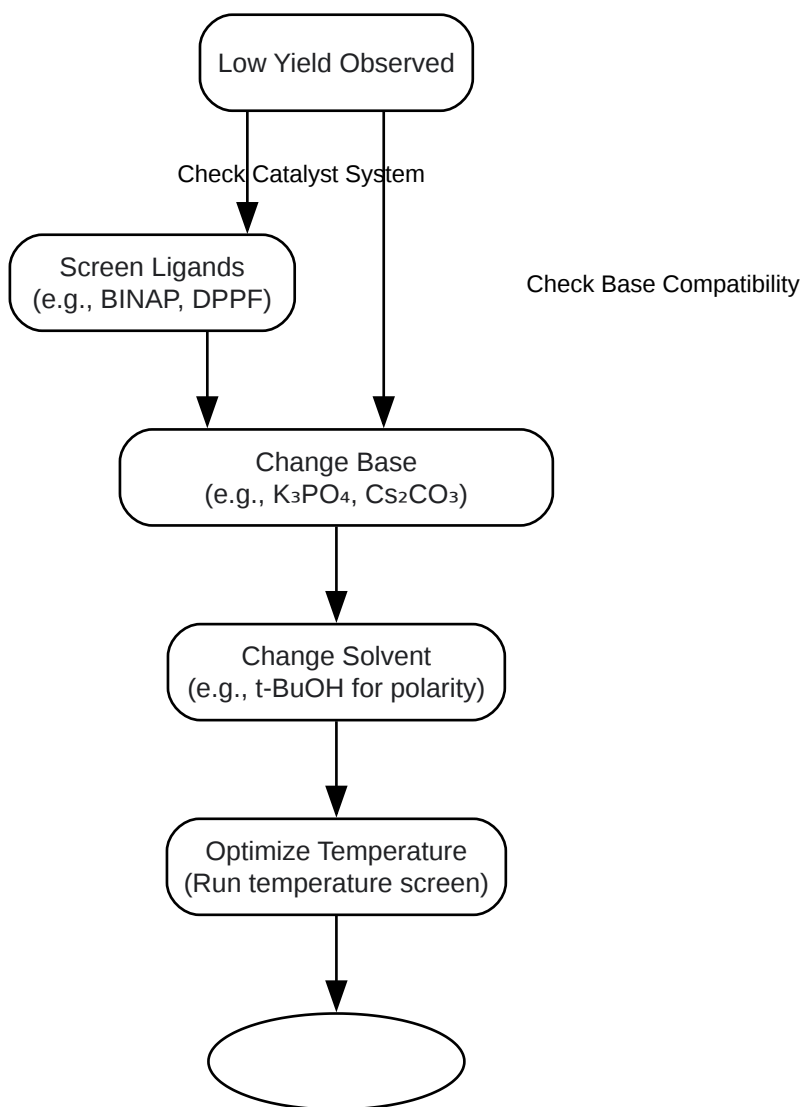 Low Yield Observed
Check Catalyst System
Screen Ligands
(e.g., BINAP, DPPF)
Check Base Compatibility
Change Base
(e.g., K₃PO₄, Cs₂CO₃)
Change Solvent
(e.g., t-BuOH for polarity)
Optimize Temperature
(Run temperature screen)